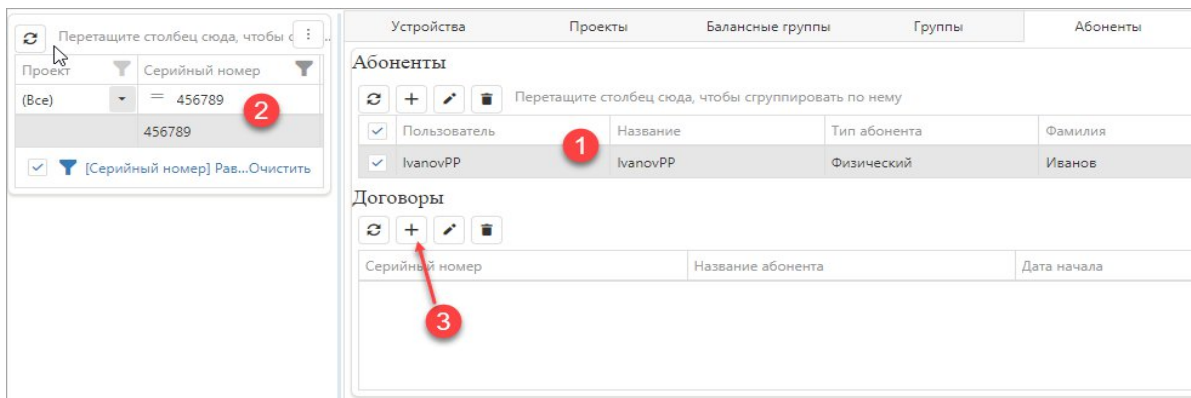 Перетащите столбец сюда, чтобы с...
Проект Серийный номер
(Все) = 456789
2
456789
[Серийный номер] Рав...Очистить
Устройства Проекты Балансные группы Группы Абоненты
Абоненты
Перетащите столбец сюда, чтобы сгруппировать по нему
Пользователь Название Тип абонента Фамилия
1
IvanovPP IvanovPP Физический Иванов
Договоры
Серийный номер Название абонента Дата начала
3